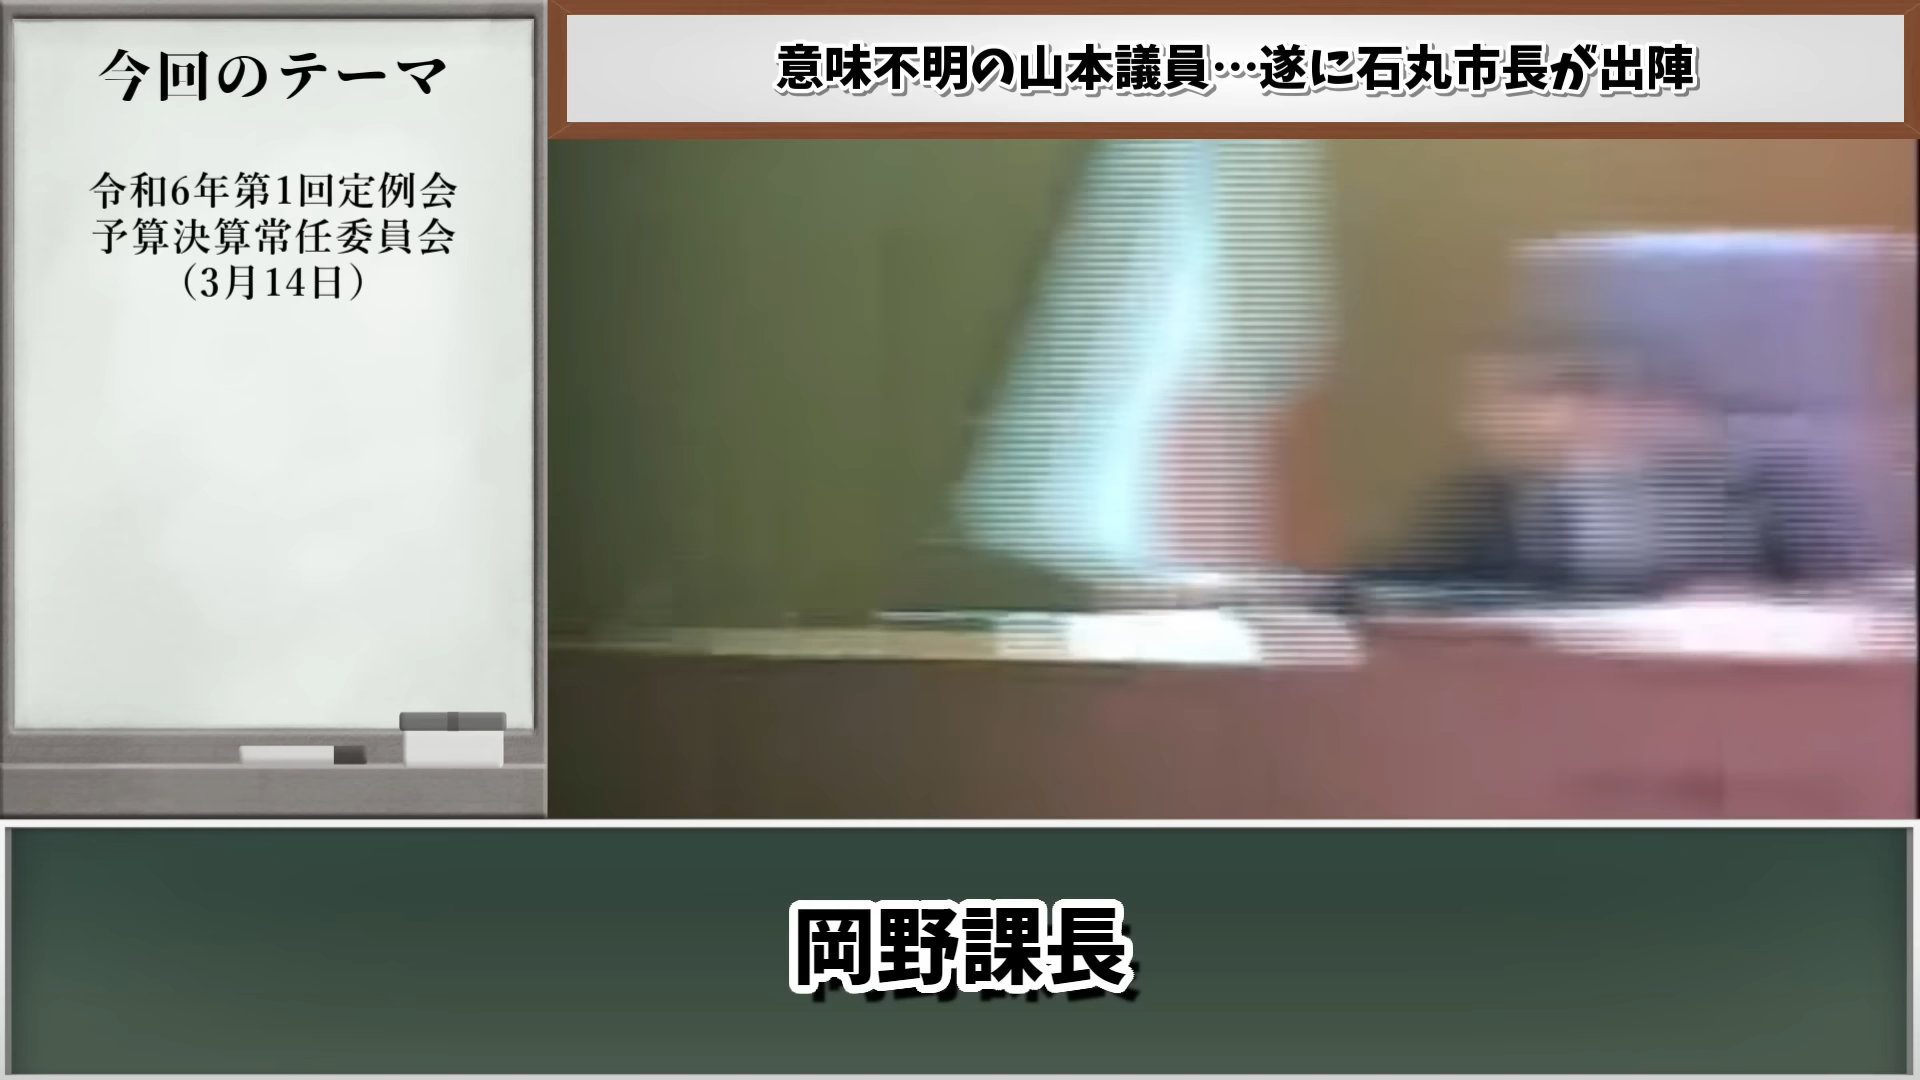 今回のテーマ
令和6年第1回定例会
予算決算常任委員会
（3月14日）
意味不明の山本議員…遂に石丸市長が出陣
岡野課長